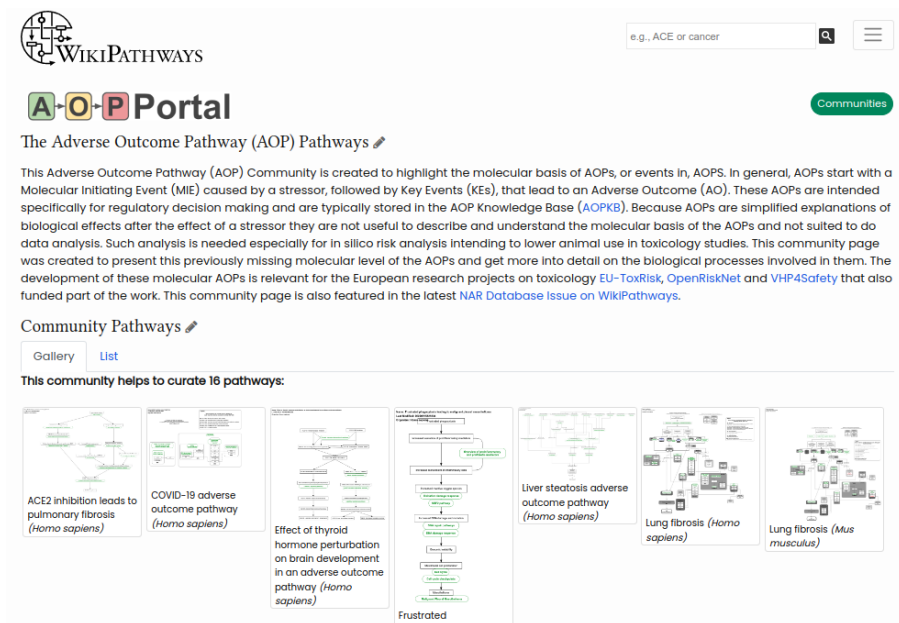 WIKIPATHWAYS
e.g., ACE or cancer
A-O-P Portal
Communities
The Adverse Outcome Pathway (AOP) Pathways
This Adverse Outcome Pathway (AOP) Community is created to highlight the molecular basis of AOPs, or events in, AOPS. In general, AOPs start with a
Molecular Initiating Event (MIE) caused by a stressor, followed by Key Events (KEs), that lead to an Adverse Outcome (AO). These AOPs are intended
specifically for regulatory decision making and are typically stored in the AOP Knowledge Base (AOPKB). Because AOPs are simplified explanations of
biological effects after the effect of a stressor they are not useful to describe and understand the molecular basis of the AOPs and not suited to do
data analysis. Such analysis is needed especially for in silico risk analysis intending to lower animal use in toxicology studies. This community page
was created to present this previously missing molecular level of the AOPs and get more into detail on the biological processes involved in them. The
development of these molecular AOPs is relevant for the European research projects on toxicology EU-ToxRisk, OpenRiskNet and VHP4Safety that also
funded part of the work. This community page is also featured in the latest NAR Database Issue on WikiPathways.
Community Pathways
Gallery
List
This community helps to curate 16 pathways:
ACE2 inhibition leads to
pulmonary fibrosis
(Homo sapiens)
COVID-19 adverse
outcome pathway
(Homo sapiens)
Effect of thyroid
hormone perturbation
on brain development
in an adverse outcome
pathway (Homo
sapiens)
Frustrated
Liver steatosis adverse
outcome pathway
(Homo sapiens)
Lung fibrosis (Homo
sapiens)
Lung fibrosis (Mus
musculus)